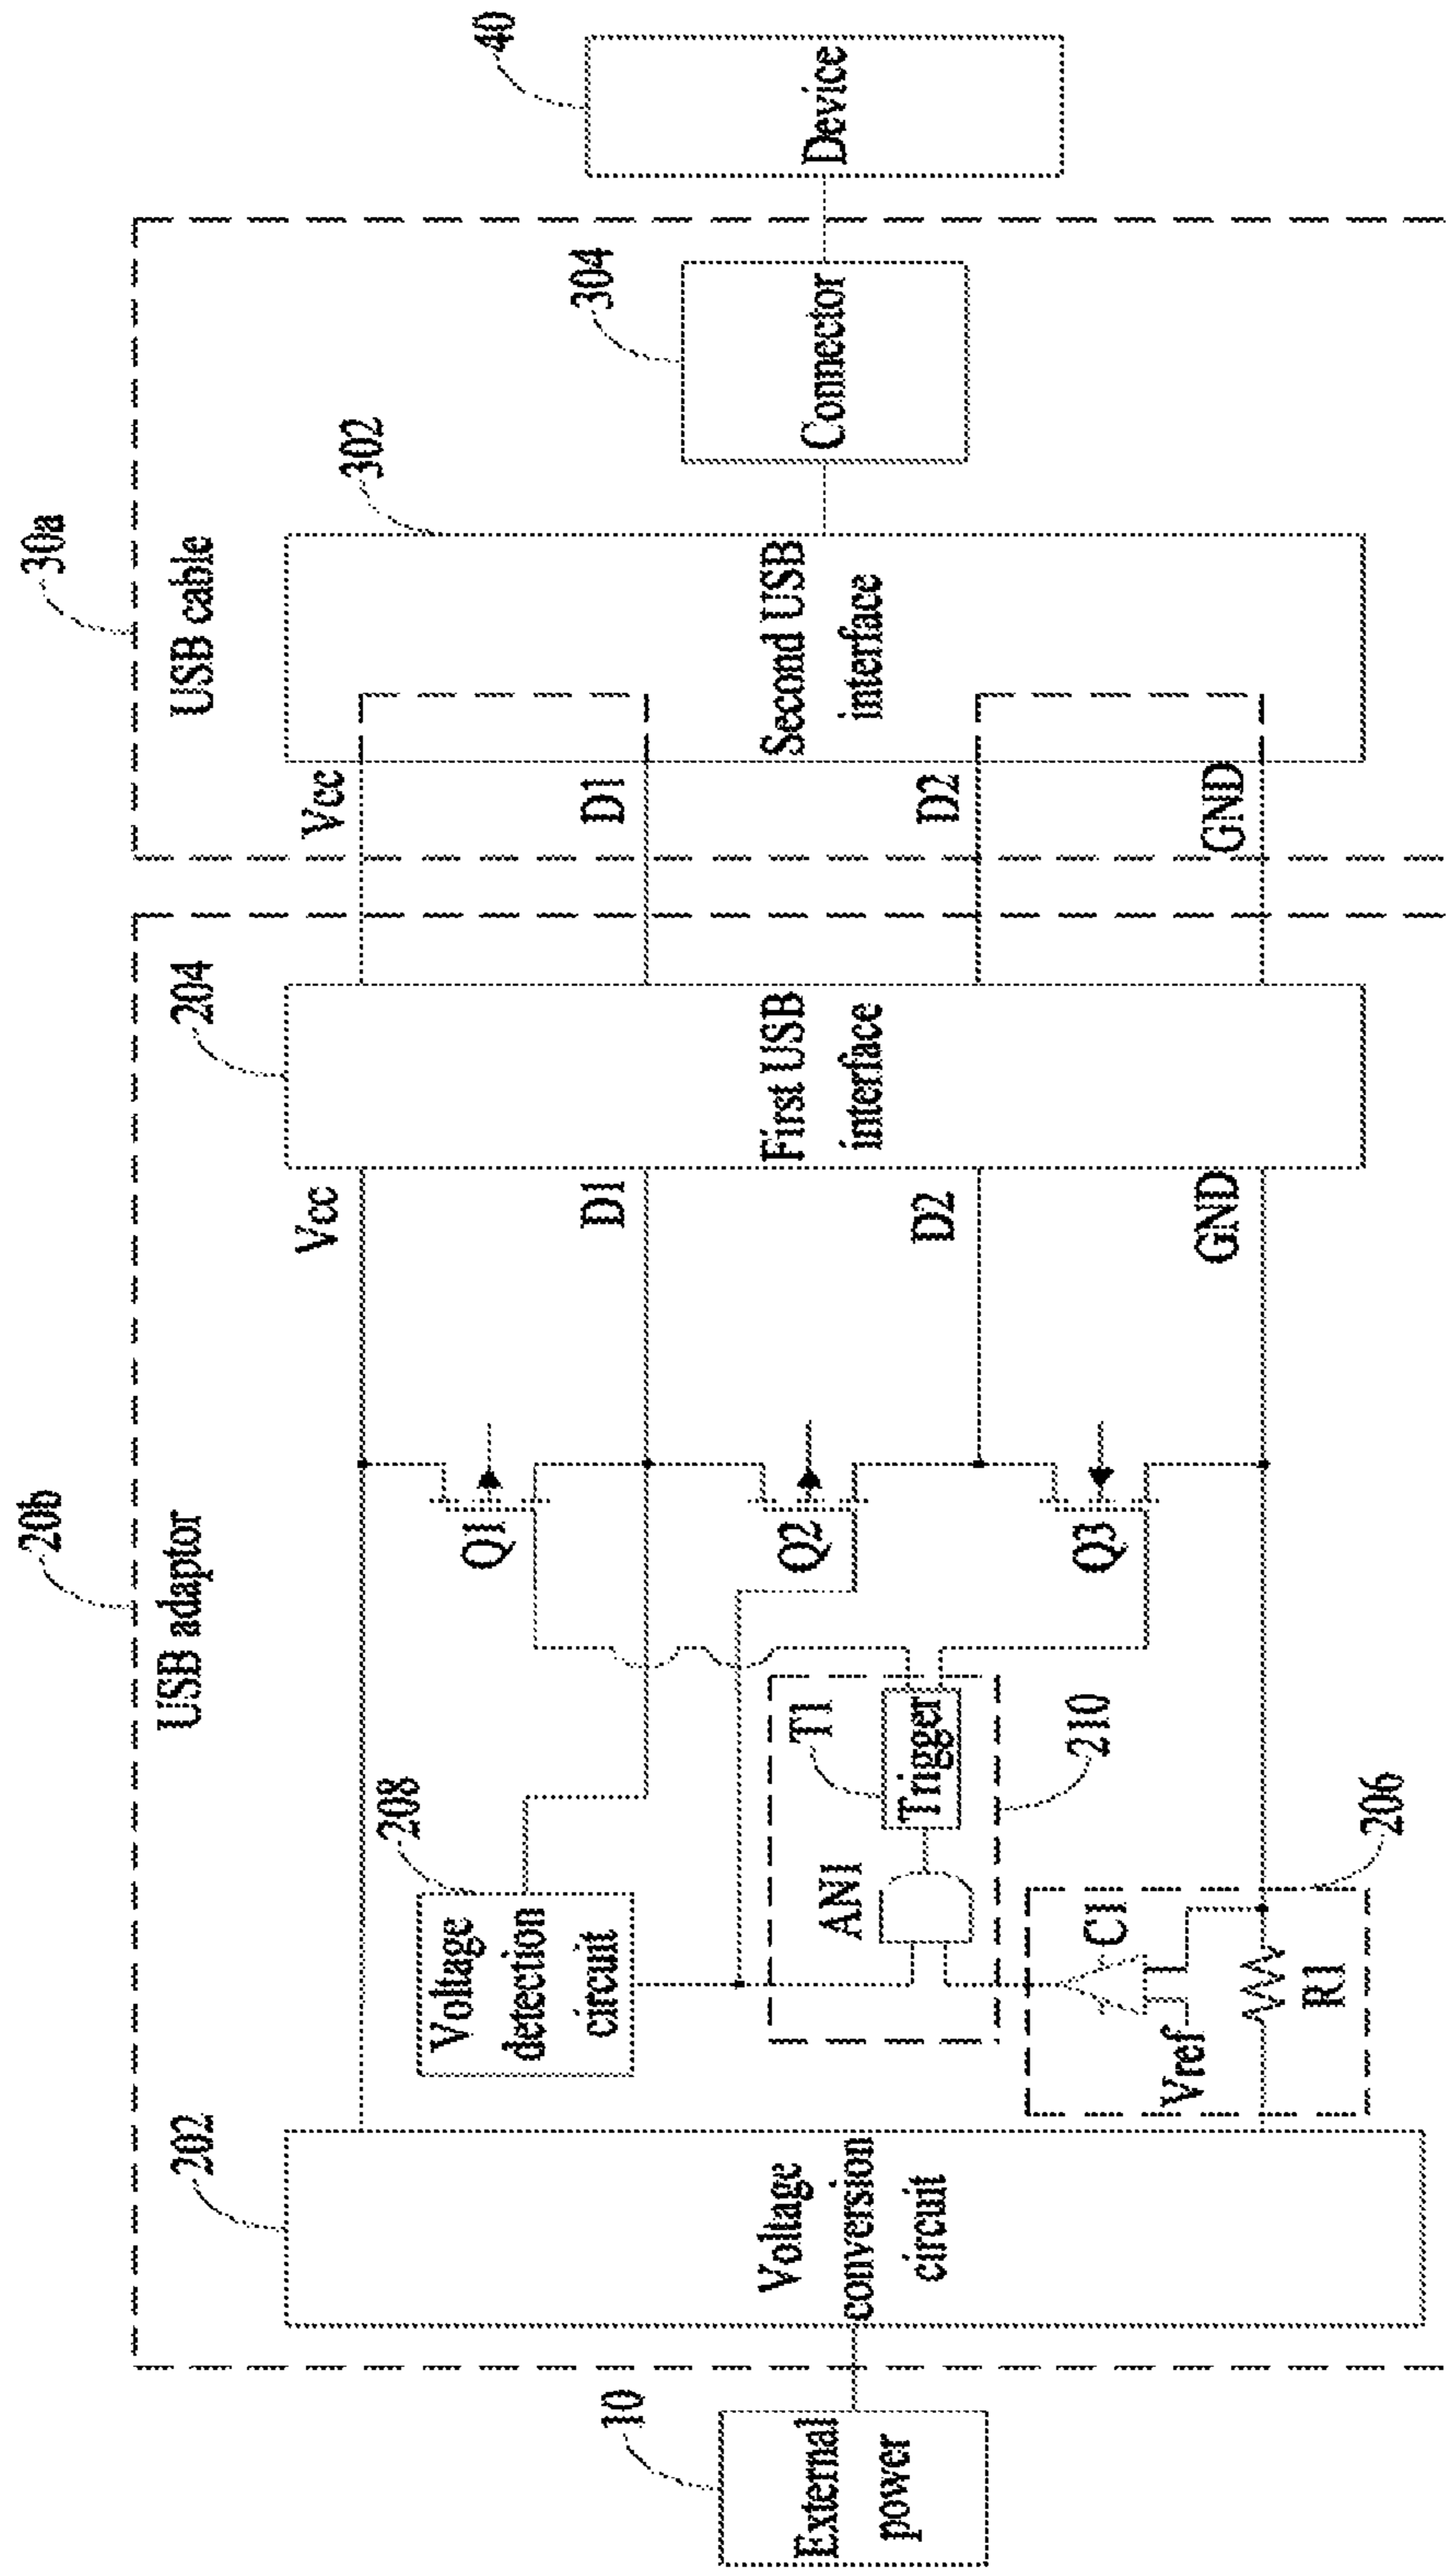 20b
USB adaptor
30a
USB cable
10
External
power
202
Voltage
conversion
circuit
208
Voltage
detection
circuit
Vcc
Q1
D1
Q2
D2
Q3
GND
AN1
T1
Trigger
210
206
C1
Vref
R1
204
First USB
interface
Vcc
D1
D2
GND
302
Second USB
interface
304
Connector
40
Device